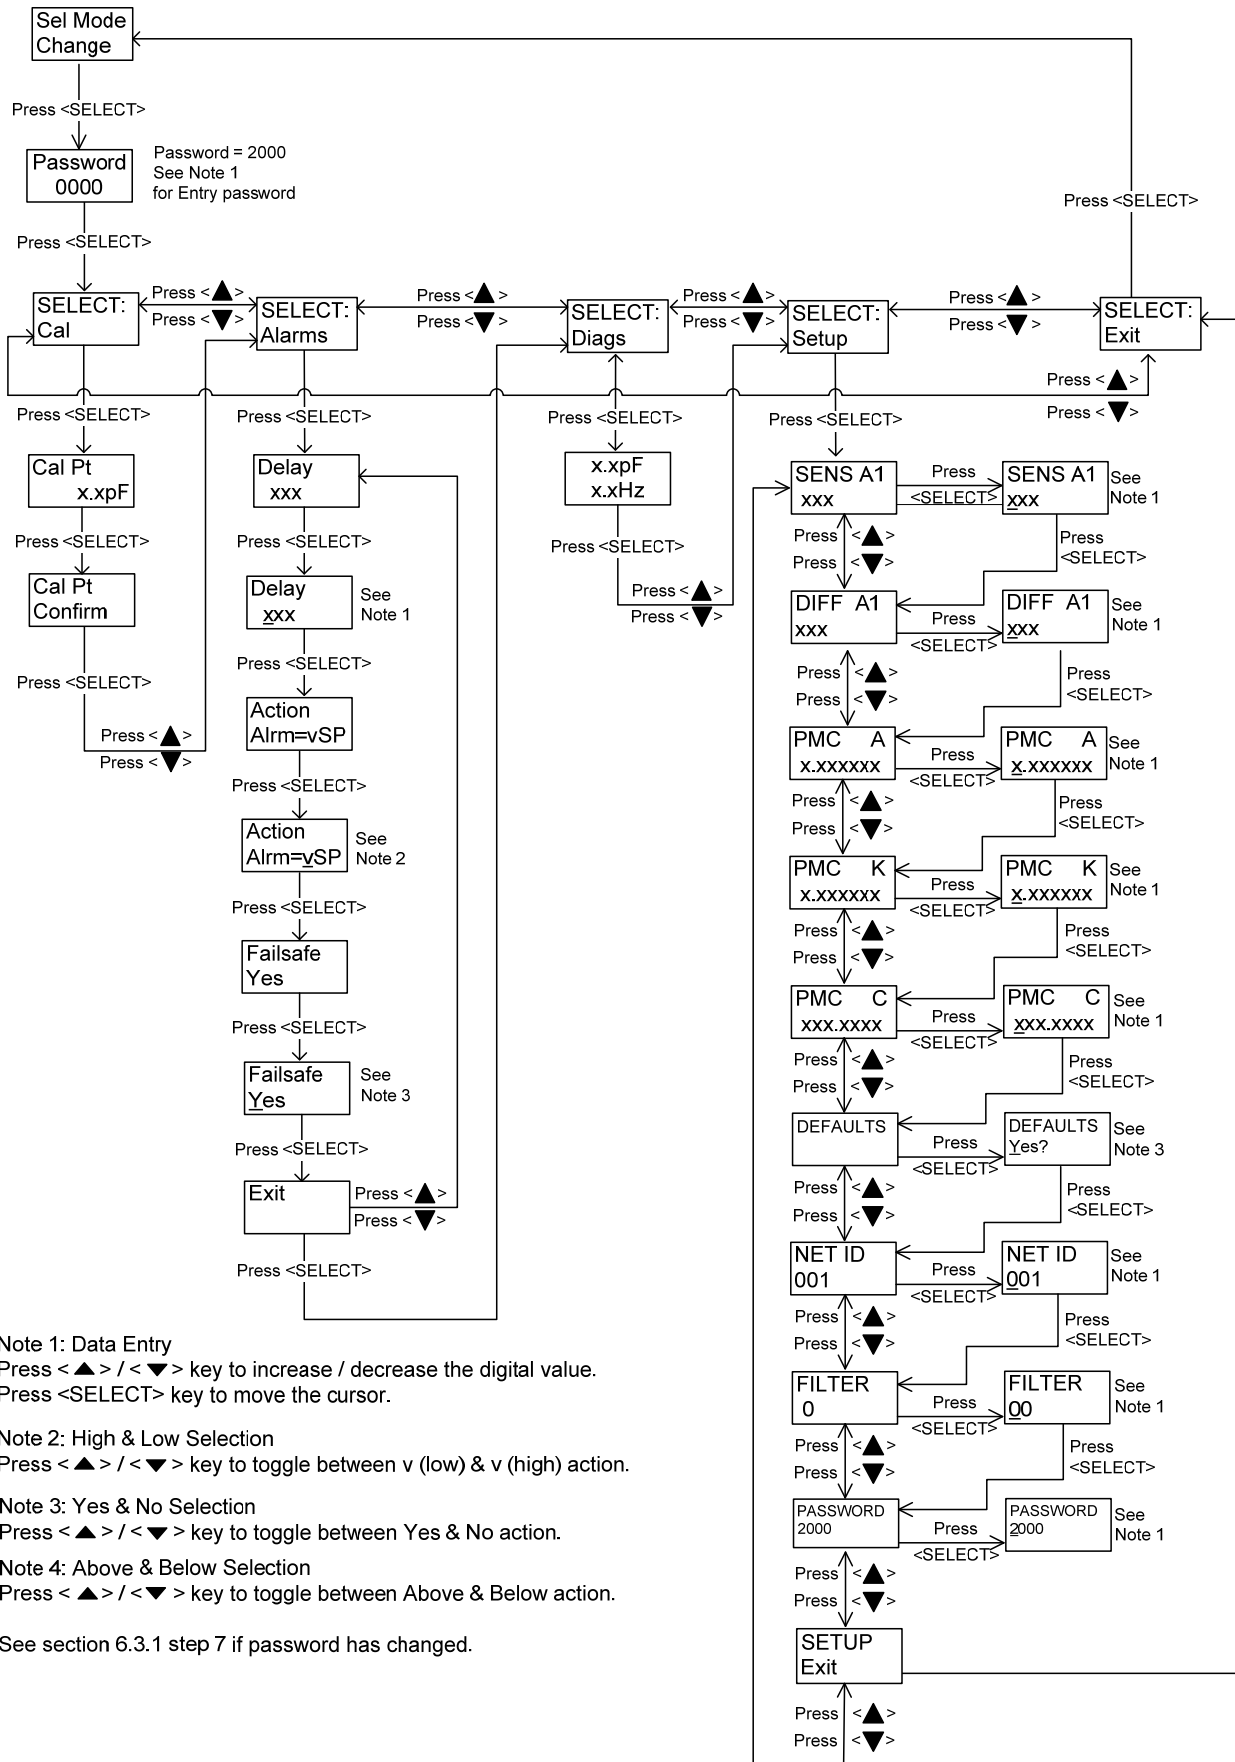 Sel Mode
Change
Press <SELECT>
Password
0000
Password = 2000
See Note 1
for Entry password
Press <SELECT>
Press <SELECT>
SELECT:
Cal
Press <▲>
Press <▼>
SELECT:
Alarms
Press <▲>
Press <▼>
SELECT:
Diags
Press <▲>
Press <▼>
SELECT:
Setup
Press <▲>
Press <▼>
SELECT:
Exit
Press <▲>
Press <▼>
Press <SELECT>
Cal Pt
x.xpF
Press <SELECT>
Cal Pt
Confirm
Press <SELECT>
Press <▲>
Press <▼>
Press <SELECT>
Delay
xxx
Press <SELECT>
Delay
xxx
See
Note 1
Press <SELECT>
Action
Alrm=vSP
Press <SELECT>
Action
Alrm=vSP
See
Note 2
Press <SELECT>
Failsafe
Yes
Press <SELECT>
Failsafe
Yes
See
Note 3
Press <SELECT>
Exit
Press <▲>
Press <▼>
Press <SELECT>
Press <SELECT>
x.xpF
x.xHz
Press <SELECT>
Press <▲>
Press <▼>
Press <SELECT>
SENS A1
xxx
Press
<SELECT>
SENS A1
xxx
See
Note 1
Press <▲>
Press <▼>
Press
<SELECT>
DIFF A1
xxx
Press
<SELECT>
DIFF A1
xxx
See
Note 1
Press <▲>
Press <▼>
Press
<SELECT>
PMC A
x.xxxxxx
Press
<SELECT>
PMC A
x.xxxxxx
See
Note 1
Press <▲>
Press <▼>
Press
<SELECT>
PMC K
x.xxxxxx
Press
<SELECT>
PMC K
x.xxxxxx
See
Note 1
Press <▲>
Press <▼>
Press
<SELECT>
PMC C
xxx.xxxx
Press
<SELECT>
PMC C
xxx.xxxx
See
Note 1
Press <▲>
Press <▼>
Press
<SELECT>
DEFAULTS
Press
<SELECT>
DEFAULTS
Yes?
See
Note 3
Press <▲>
Press <▼>
Press
<SELECT>
NET ID
001
Press
<SELECT>
NET ID
001
See
Note 1
Press <▲>
Press <▼>
Press
<SELECT>
FILTER
0
Press
<SELECT>
FILTER
00
See
Note 1
Press <▲>
Press <▼>
Press
<SELECT>
PASSWORD
2000
Press
<SELECT>
PASSWORD
2000
See
Note 1
Press <▲>
Press <▼>
SETUP
Exit
Press <▲>
Press <▼>
Note 1: Data Entry
Press < ▲ > / < ▼ > key to increase / decrease the digital value.
Press <SELECT> key to move the cursor.
Note 2: High & Low Selection
Press < ▲ > / < ▼ > key to toggle between v (low) & v (high) action.
Note 3: Yes & No Selection
Press < ▲ > / < ▼ > key to toggle between Yes & No action.
Note 4: Above & Below Selection
Press < ▲ > / < ▼ > key to toggle between Above & Below action.
See section 6.3.1 step 7 if password has changed.